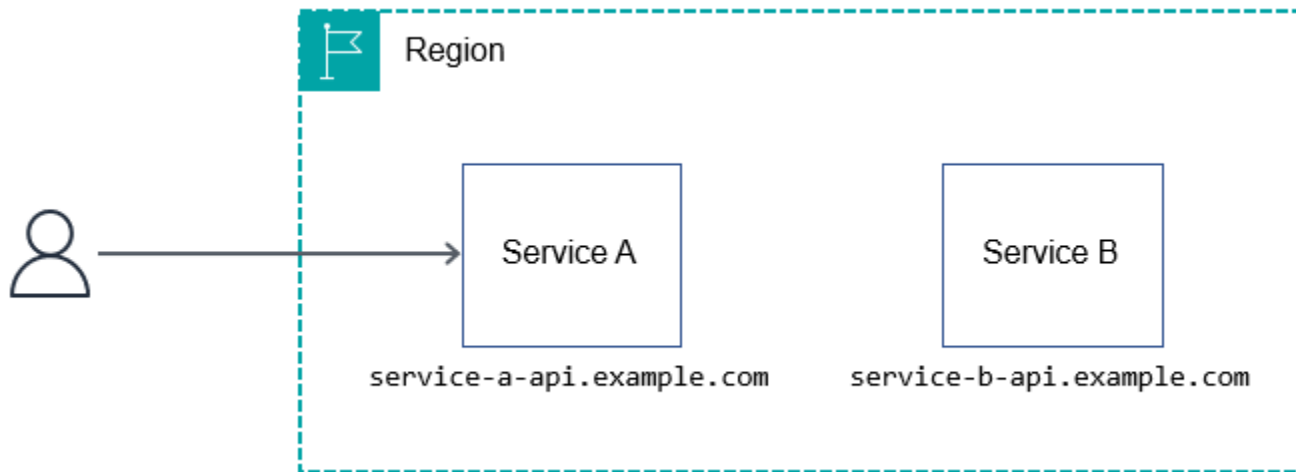 Region
Service A
Service B
service-a-api.example.com
service-b-api.example.com